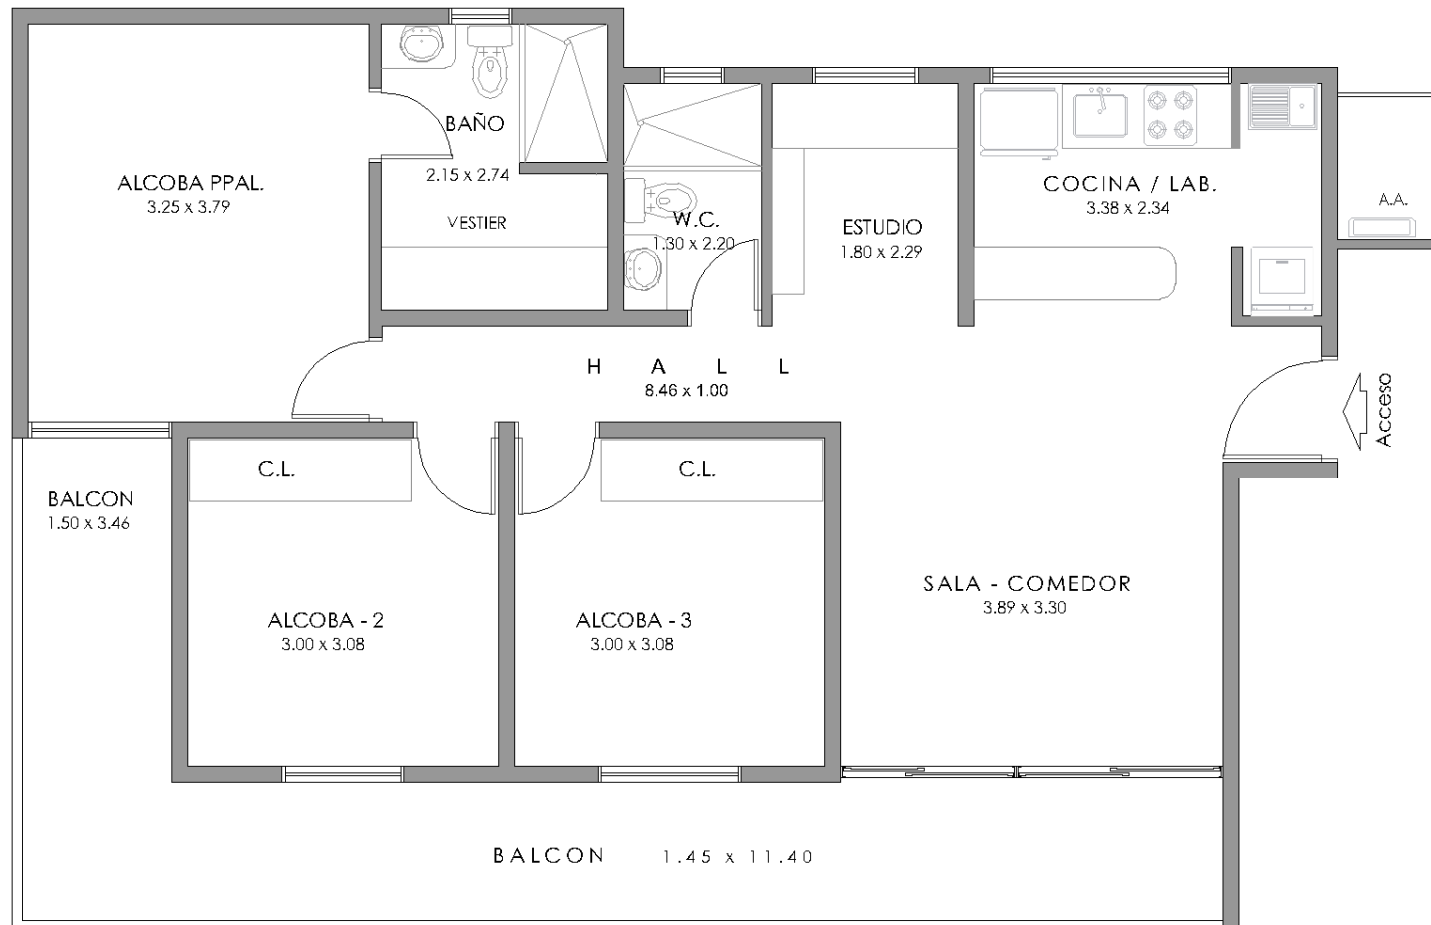 BAÑO
2.15 x 2.74
VESTIER
ALCOBA PPAL.
3.25 x 3.79
W.C.
1.30 x 2.20
ESTUDIO
1.80 x 2.29
COCINA / LAB.
3.38 x 2.34
A.A.
HALL
8.46 x 1.00
Acceso
C.L.
C.L.
BALCON
1.50 x 3.46
ALCOBA - 2
3.00 x 3.08
ALCOBA - 3
3.00 x 3.08
SALA - COMEDOR
3.89 x 3.30
BALCON 1.45 x 11.40